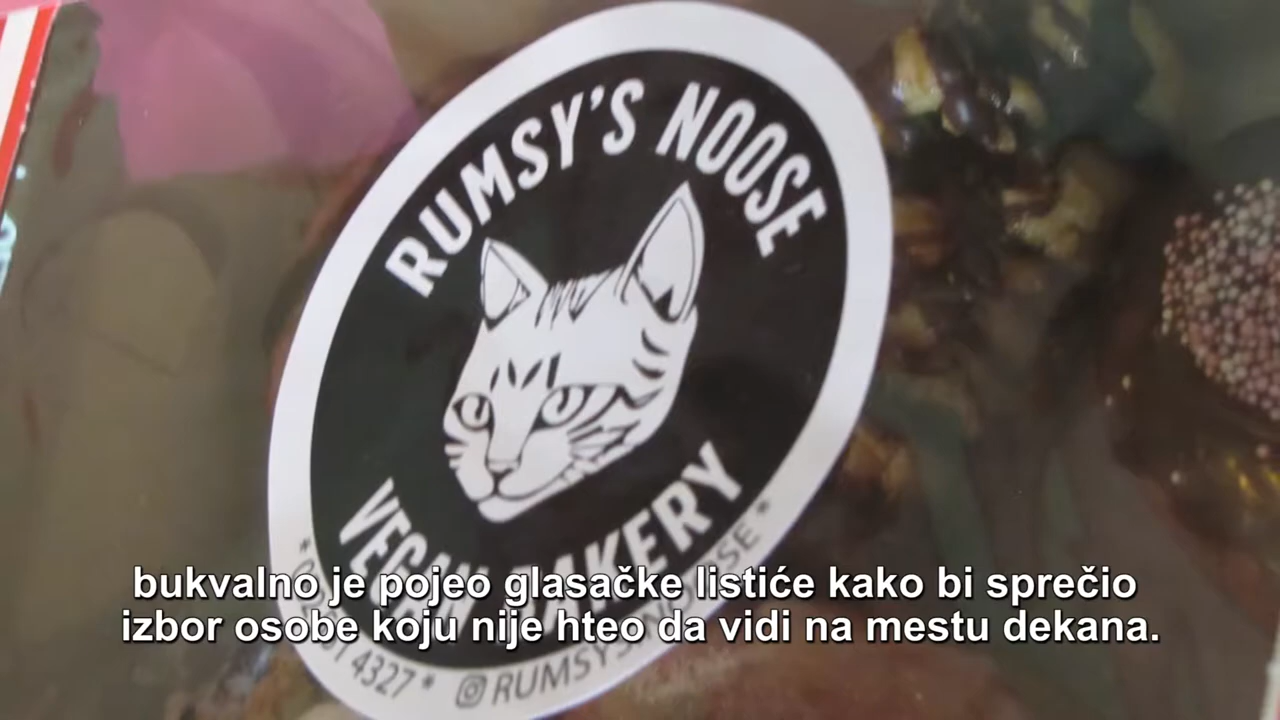 RUMSY'S NOOSE
VEGAN BAKERY
4327 *
bukvalno je pojeo glasačke listiće kako bi sprečio
izbor osobe koju nije hteo da vidi na mestu dekana.